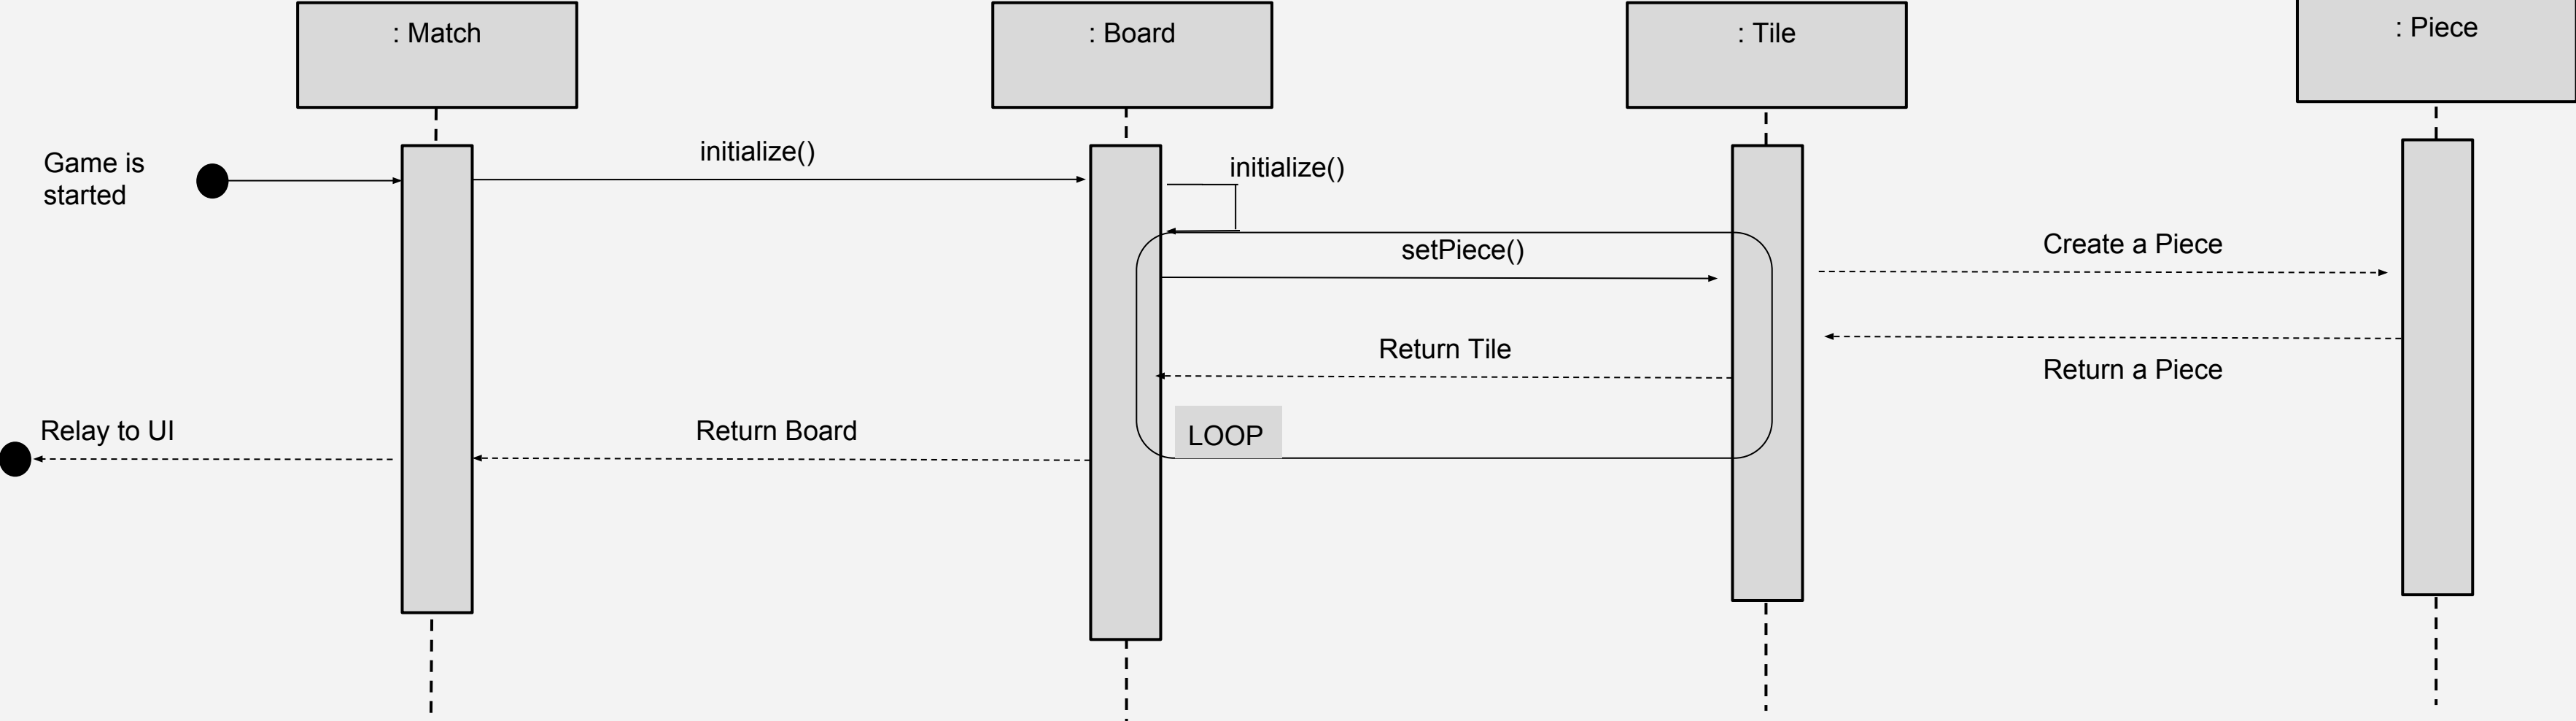 : Match
: Board
: Tile
: Piece
Game is
started
initialize()
initialize()
setPiece()
Create a Piece
Return Tile
Return a Piece
Relay to UI
Return Board
LOOP